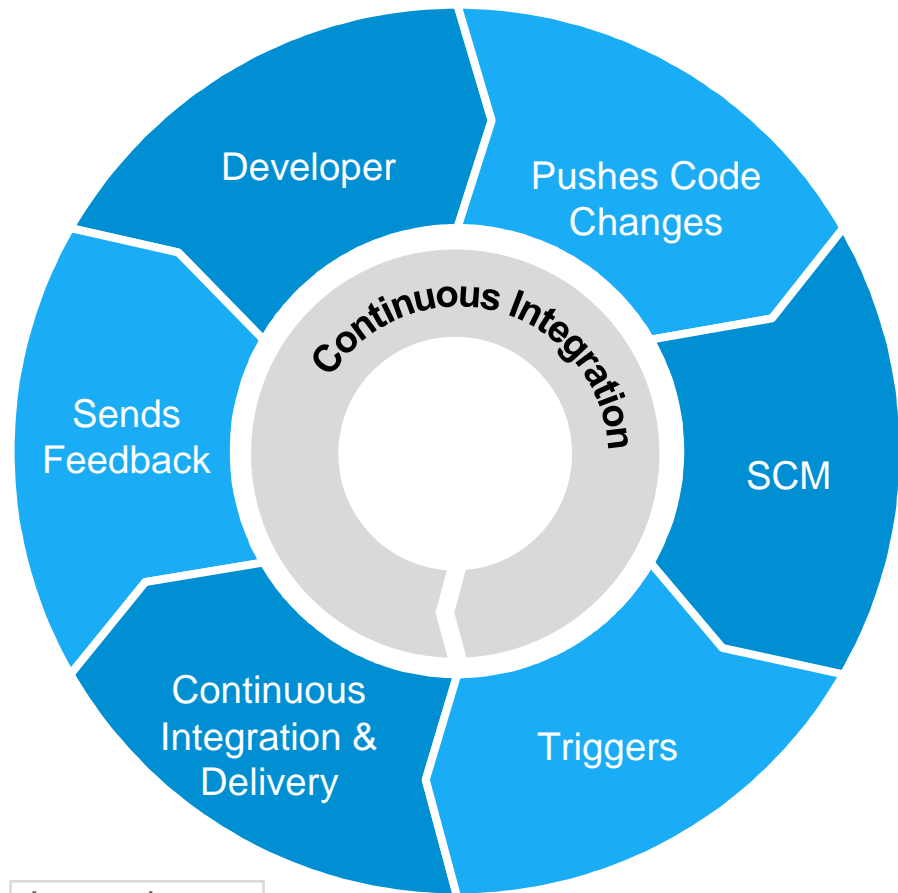 Developer
Pushes Code
Changes
Continuous Integration
SCM
Sends
Feedback
Continuous
Integration &
Delivery
Triggers